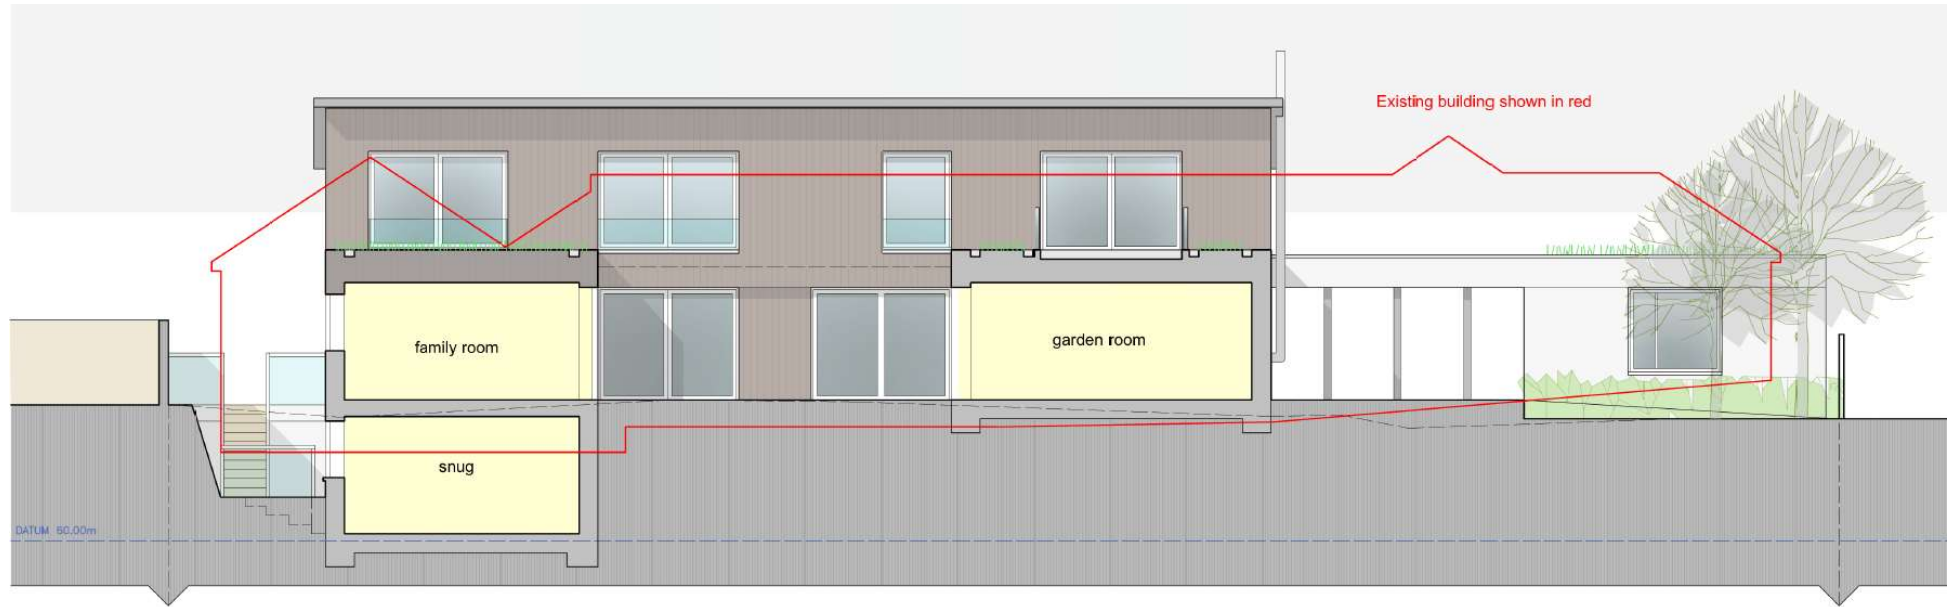 Existing building shown in red
family room
garden room
snug
DATUM 60.00m